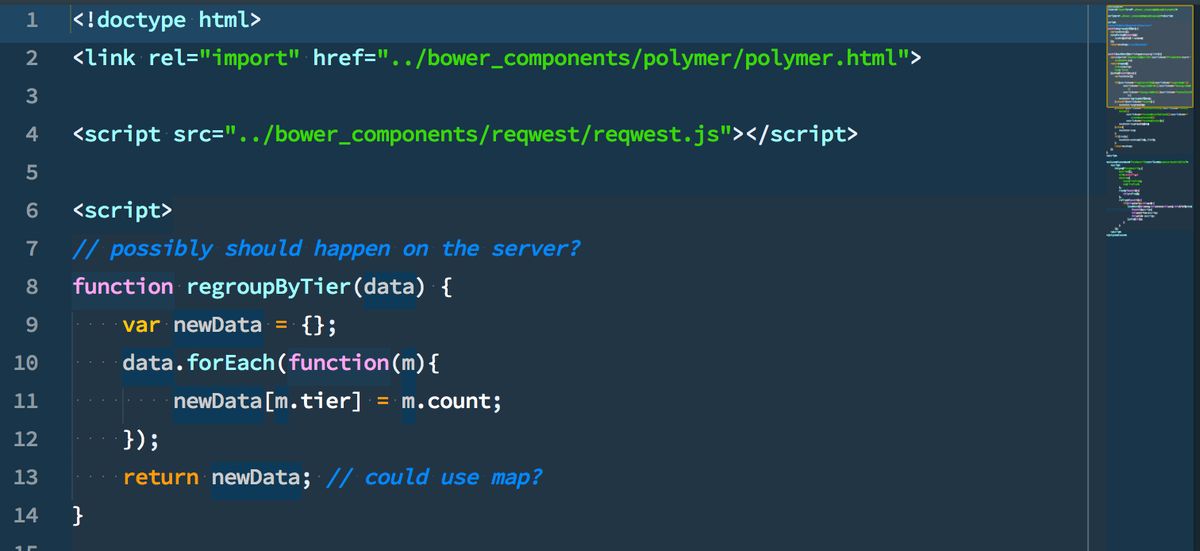 1 <!doctype html>
2 <link rel="import" href="../bower_components/polymer/polymer.html">
3
4 <script src="../bower_components/reqwest/reqwest.js"></script>
5
6 <script>
7 // possibly should happen on the server?
8 function regroupByTier(data) {
9 var newData = {};
10 data.forEach(function(m){
11 newData[m.tier] = m.count;
12 });
13 return newData; // could use map?
14 }
15